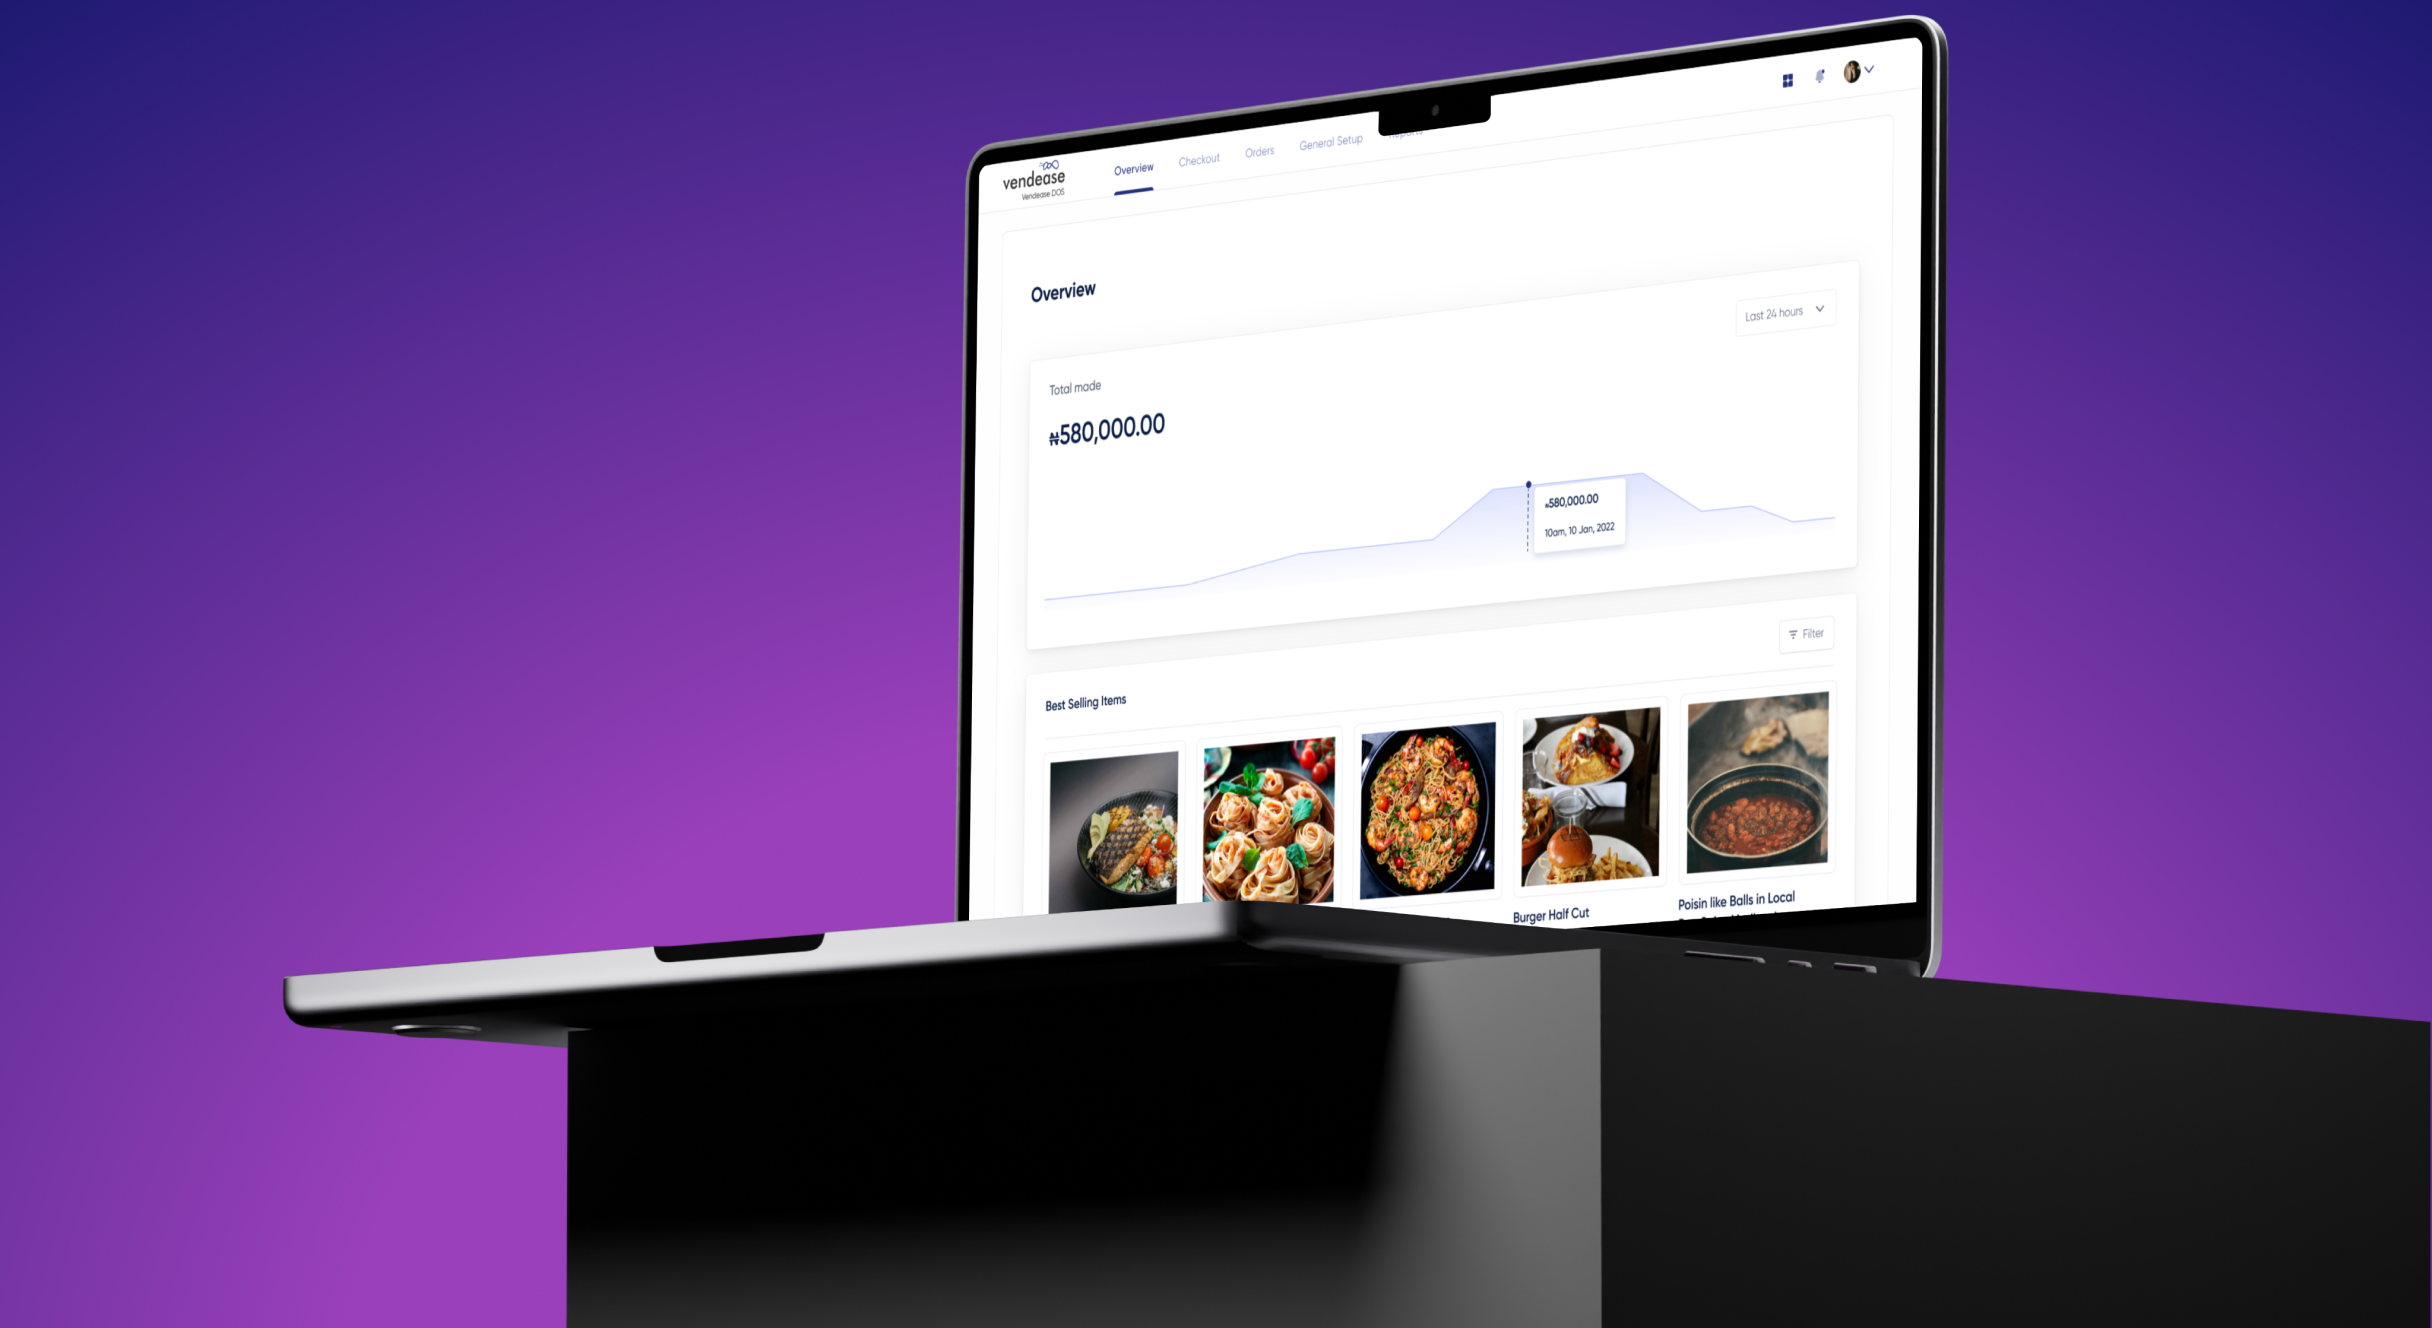 vendease
Vendease DOS
Overview
Checkout
Orders
General Setup
Overview
Last 24 hours
Total made
₦580,000.00
₦580,000.00
10am, 10 Jan, 2022
Filter
Best Selling Items
Burger Half Cut
Poisin like Balls in Local